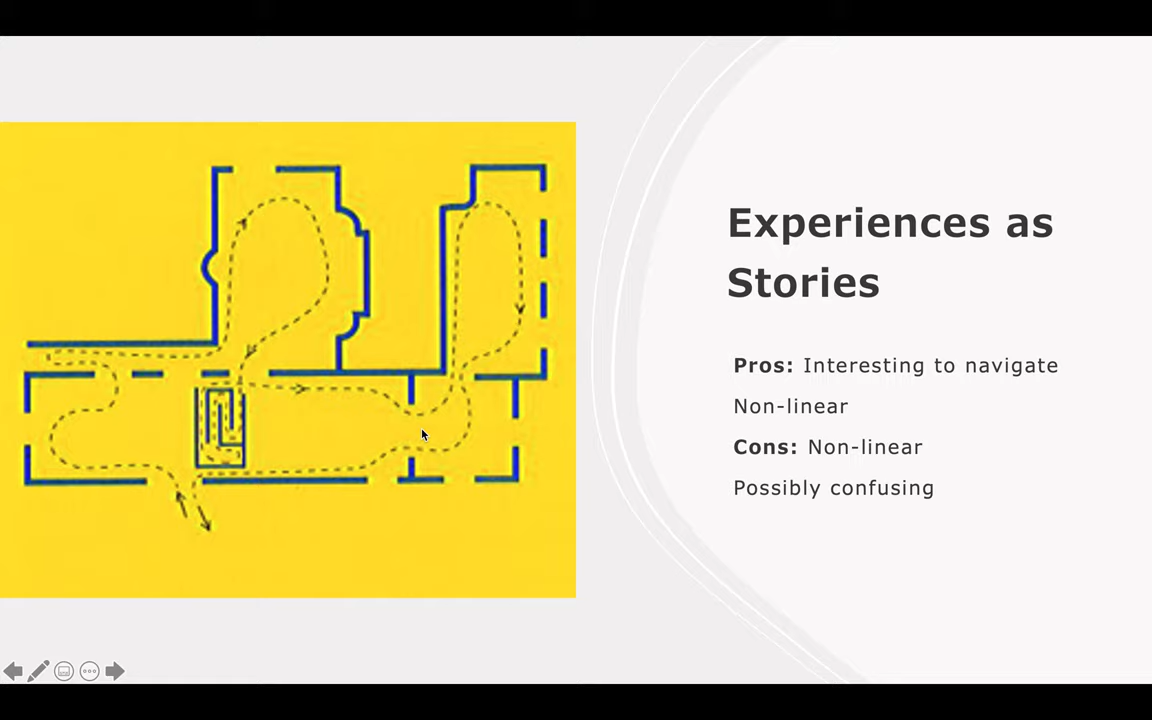 Experiences as
Stories
Pros: Interesting to navigate
Non-linear
Cons: Non-linear
Possibly confusing